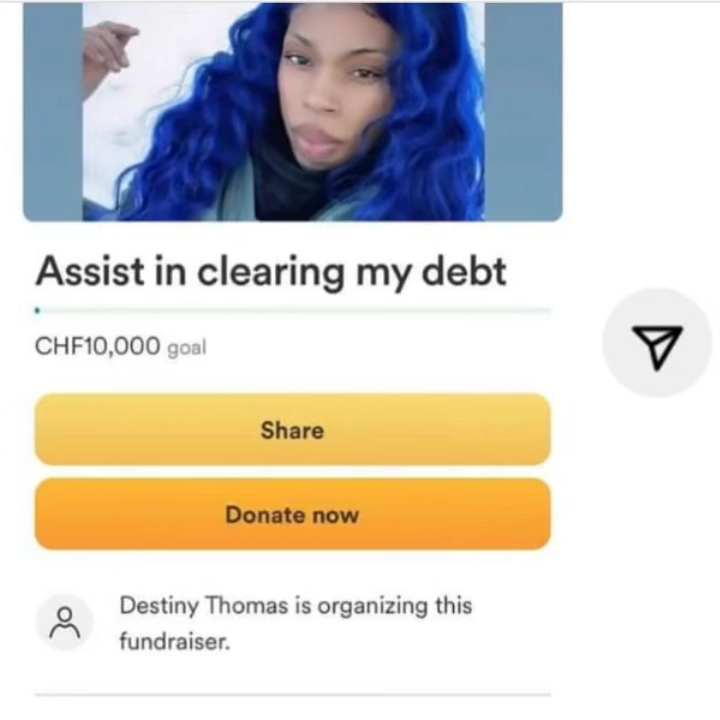 Assist in clearing my debt
CHF10,000 goal
Share
Donate now
Destiny Thomas is organizing this
fundraiser.